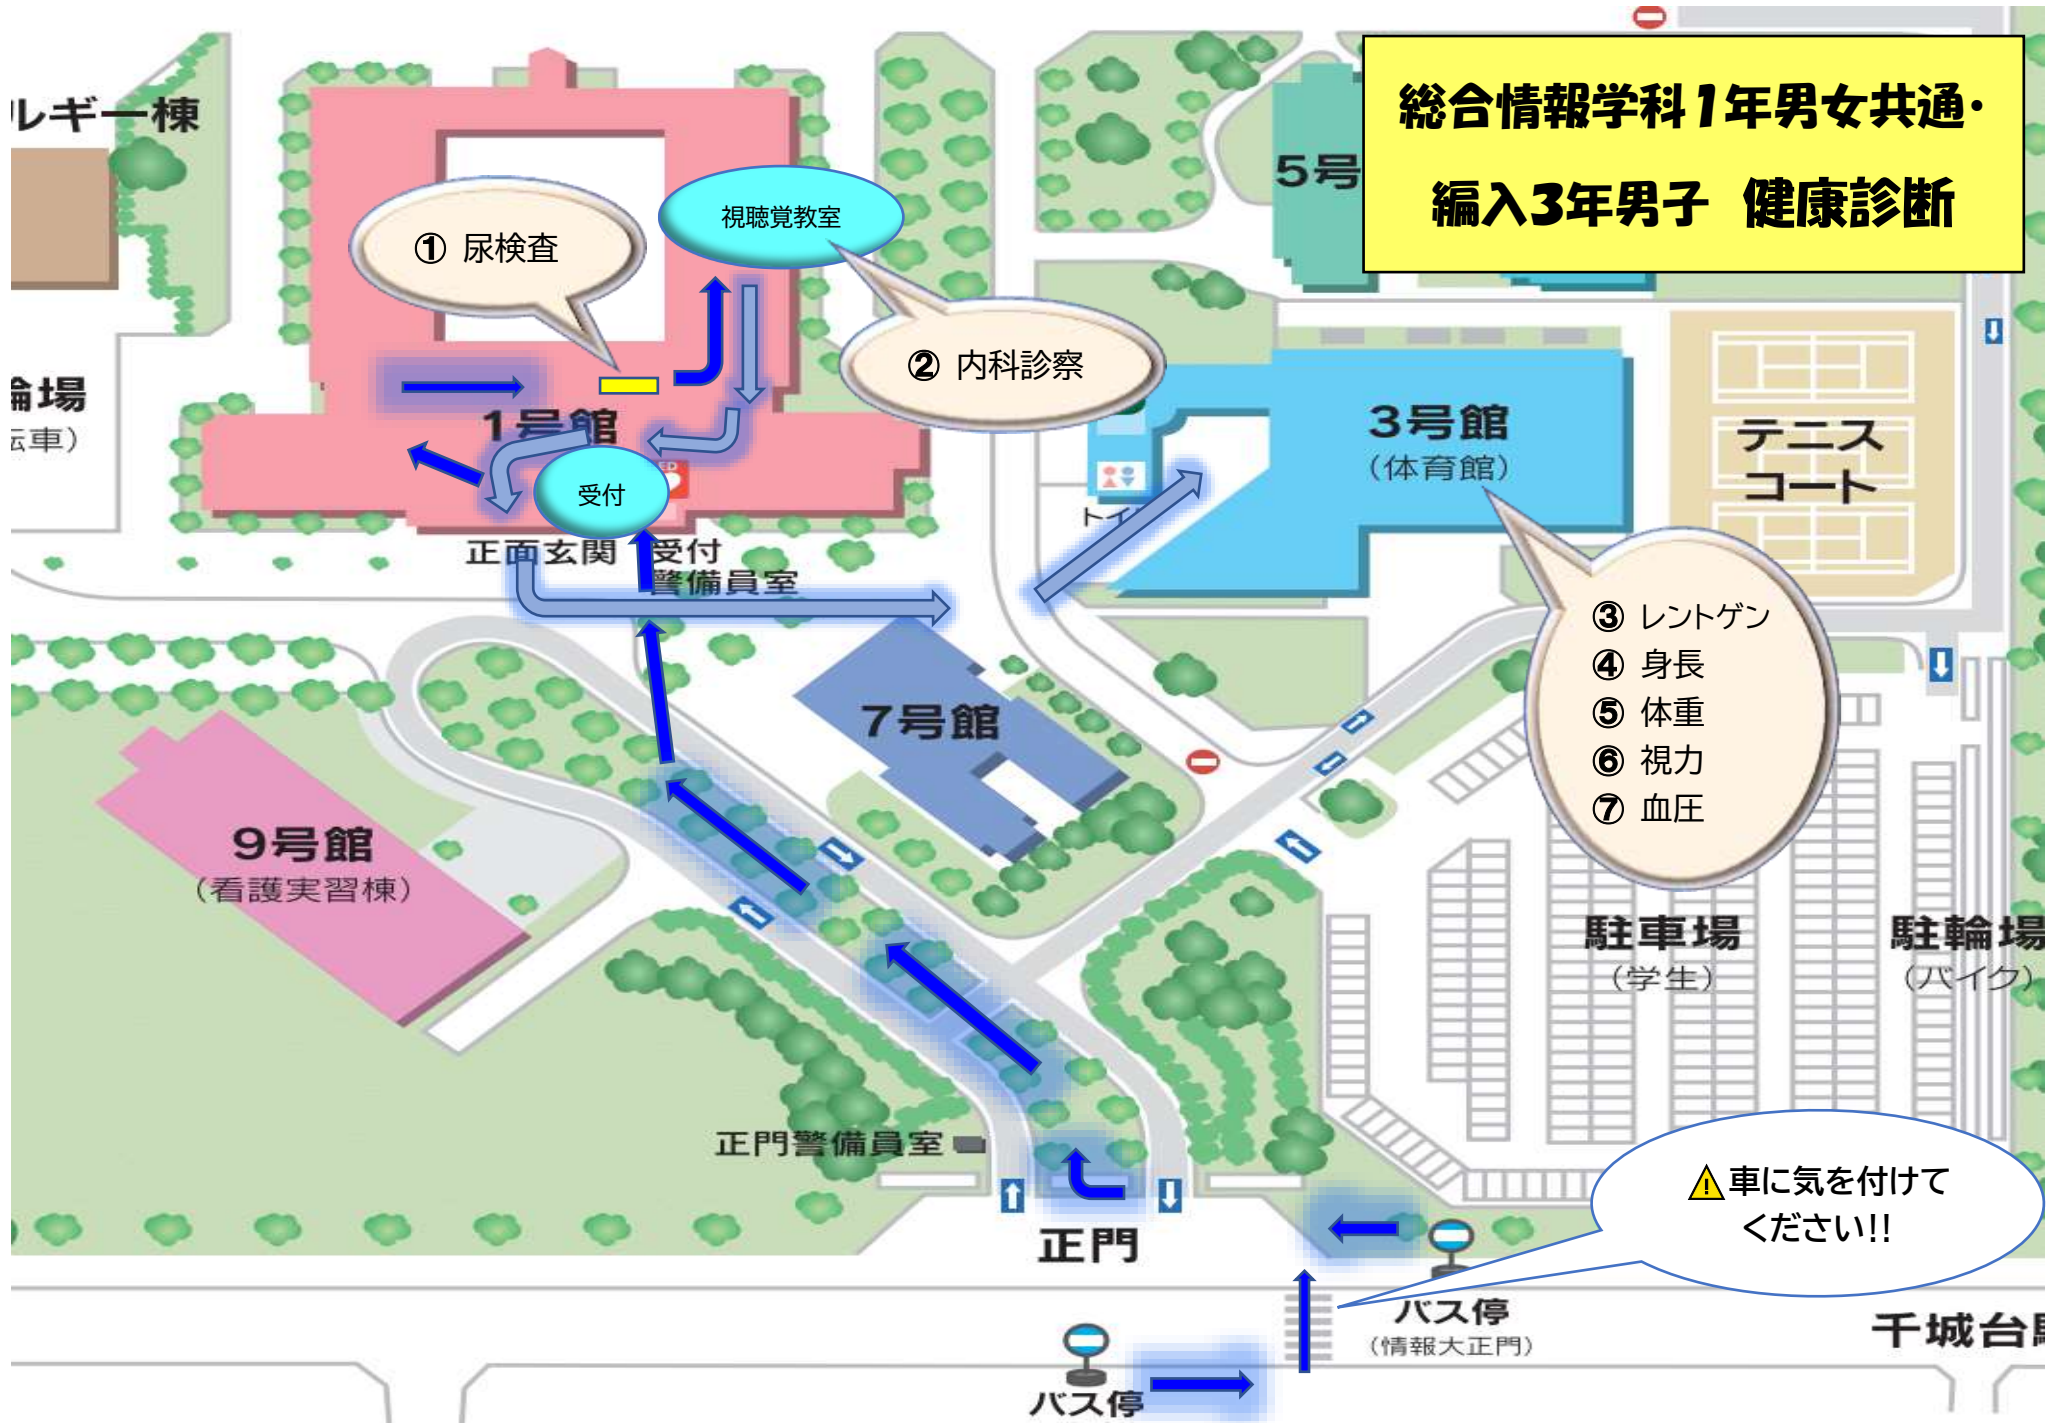 総合情報学科1年男女共通・
編入3年男子 健康診断
ルギー棟
5号
視聴覚教室
① 尿検査
② 内科診察
輪場
転車）
1号館
受付
3号館
（体育館）
テニス
コート
トイ
正面玄関
受付
警備員室
③ レントゲン
④ 身長
⑤ 体重
⑥ 視力
⑦ 血圧
7号館
9号館
（看護実習棟）
駐車場
（学生）
駐輪場
（バイク）
正門警備員室
正門
車に気を付けて
ください!!
バス停
（情報大正門）
千城台駅
バス停